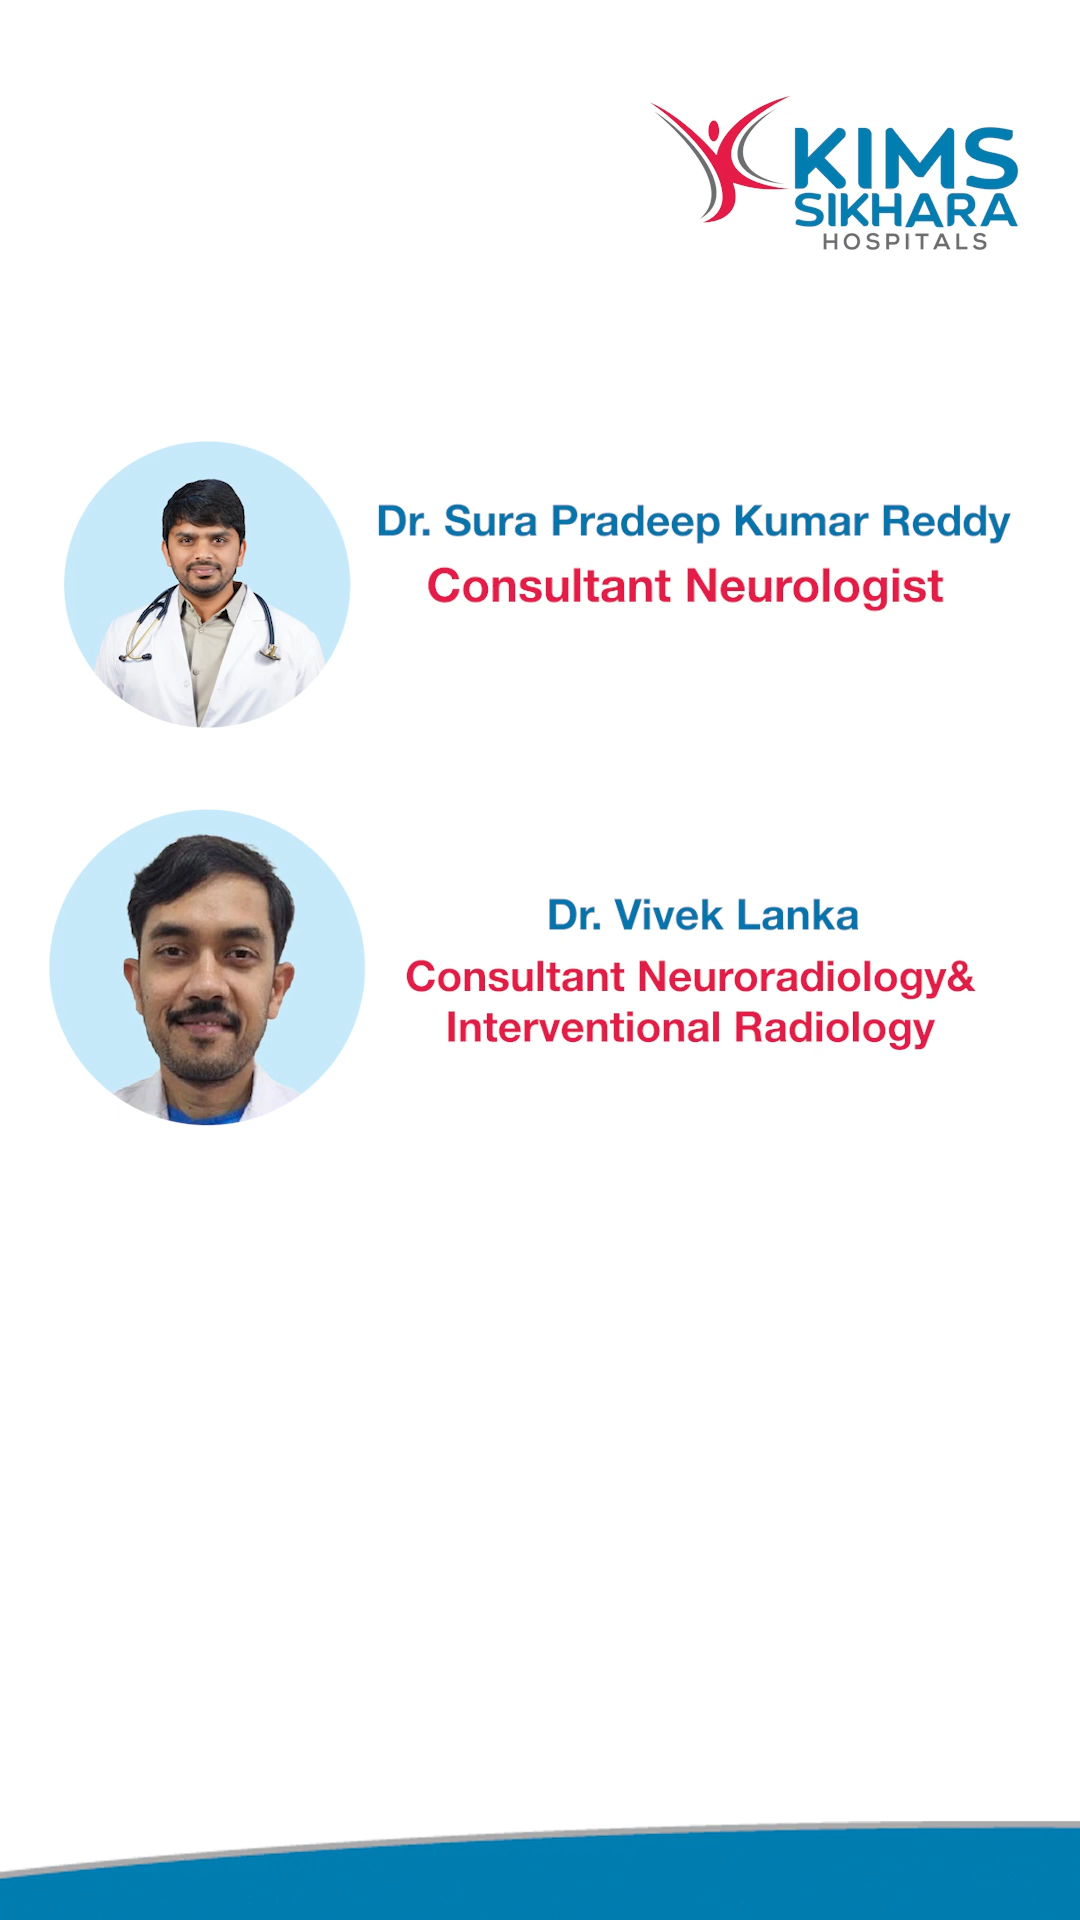 KIMS
SIKHARA
HOSPITALS
Dr. Sura Pradeep Kumar Reddy
Consultant Neurologist
Dr. Vivek Lanka
Consultant Neuroradiology&
Interventional Radiology